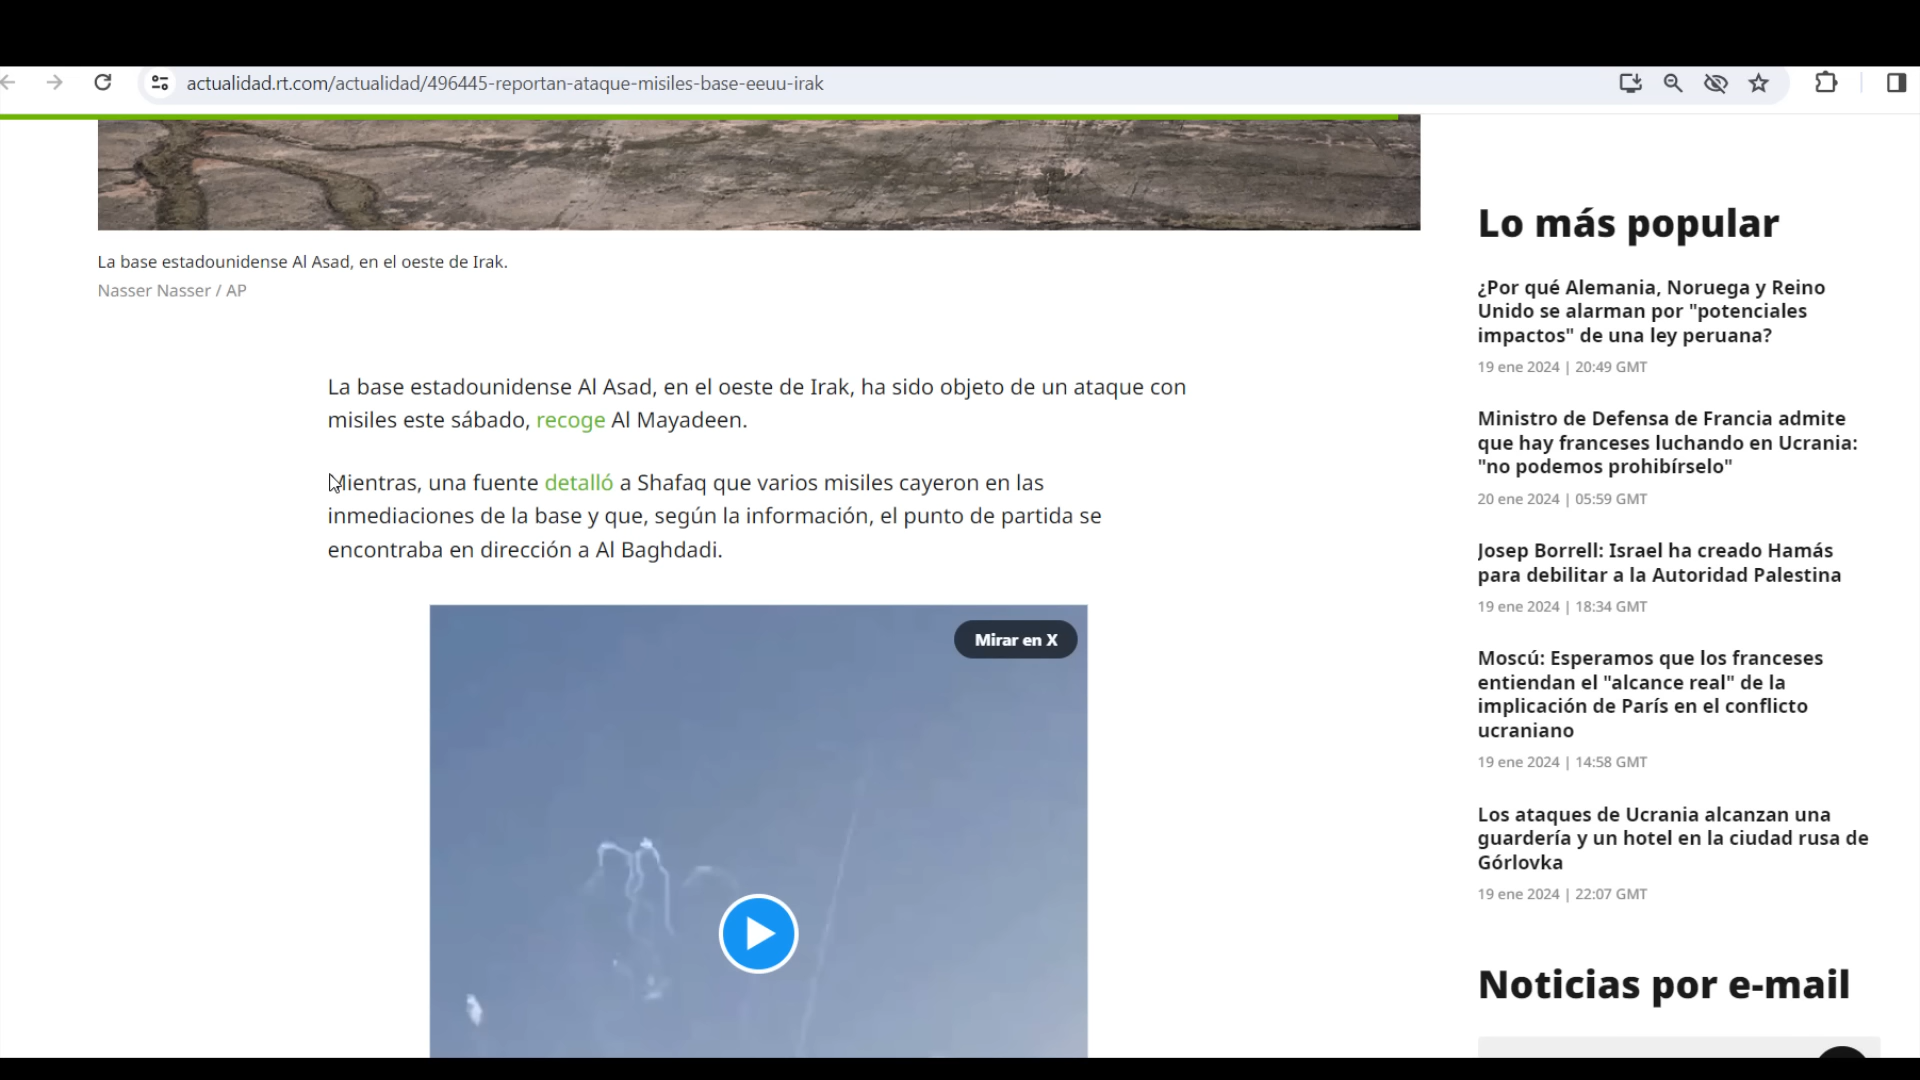 actualidad.rt.com/actualidad/496445-reportan-ataque-misiles-base-eeuu-irak
La base estadounidense Al Asad, en el oeste de Irak.
Nasser Nasser / AP
La base estadounidense Al Asad, en el oeste de Irak, ha sido objeto de un ataque con
misiles este sábado, recoge Al Mayadeen.
Mientras, una fuente detalló a Shafaq que varios misiles cayeron en las
inmediaciones de la base y que, según la información, el punto de partida se
encontraba en dirección a Al Baghdadi.
Mirar en X
Lo más popular
¿Por qué Alemania, Noruega y Reino
Unido se alarman por "potenciales
impactos" de una ley peruana?
19 ene 2024 | 20:49 GMT
Ministro de Defensa de Francia admite
que hay franceses luchando en Ucrania:
"no podemos prohibírselo"
20 ene 2024 | 05:59 GMT
Josep Borrell: Israel ha creado Hamás
para debilitar a la Autoridad Palestina
19 ene 2024 | 18:34 GMT
Moscú: Esperamos que los franceses
entiendan el "alcance real" de la
implicación de París en el conflicto
ucraniano
19 ene 2024 | 14:58 GMT
Los ataques de Ucrania alcanzan una
guardería y un hotel en la ciudad rusa de
Górlovka
19 ene 2024 | 22:07 GMT
Noticias por e-mail